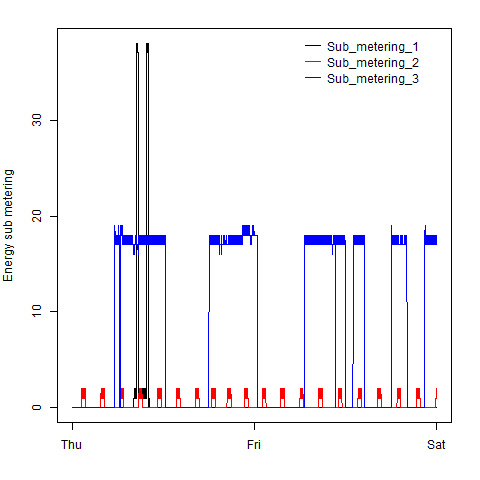 Sub_metering_1
Sub_metering_2
Sub_metering_3
Energy sub metering
30
20
10
0
Thu
Fri
Sat